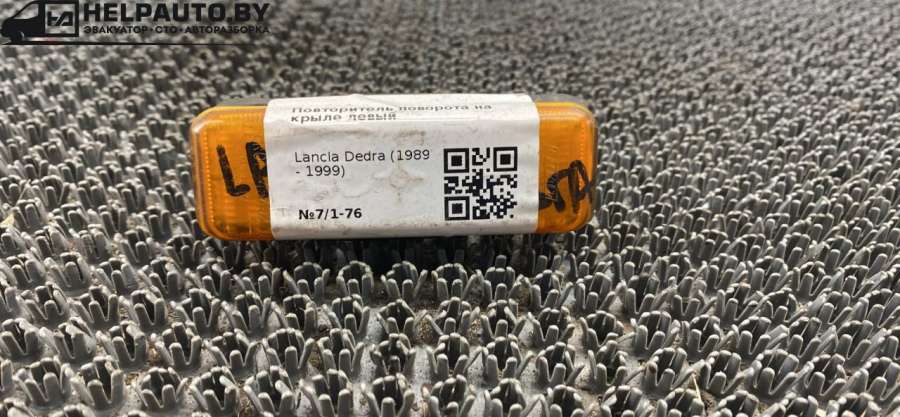 HELPAUTO.BY
ЭВАКУАТОР · СТО · АВТОРАЗБОРКА
Повторитель поворота на
крыле левый
Lancia Dedra (1989
- 1999)
№7/1-76